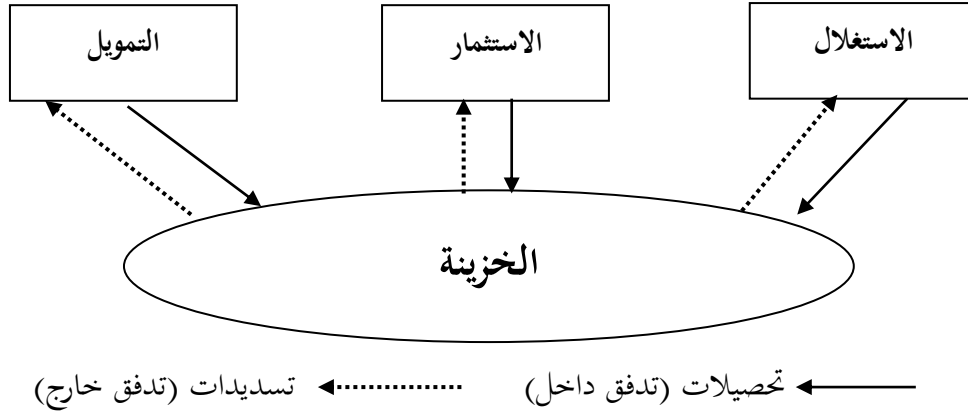 الاستغلال
الاستثمار
التمويل
الخزينة
تحصيلات (تدفق داخل)
تسديدات (تدفق خارج)